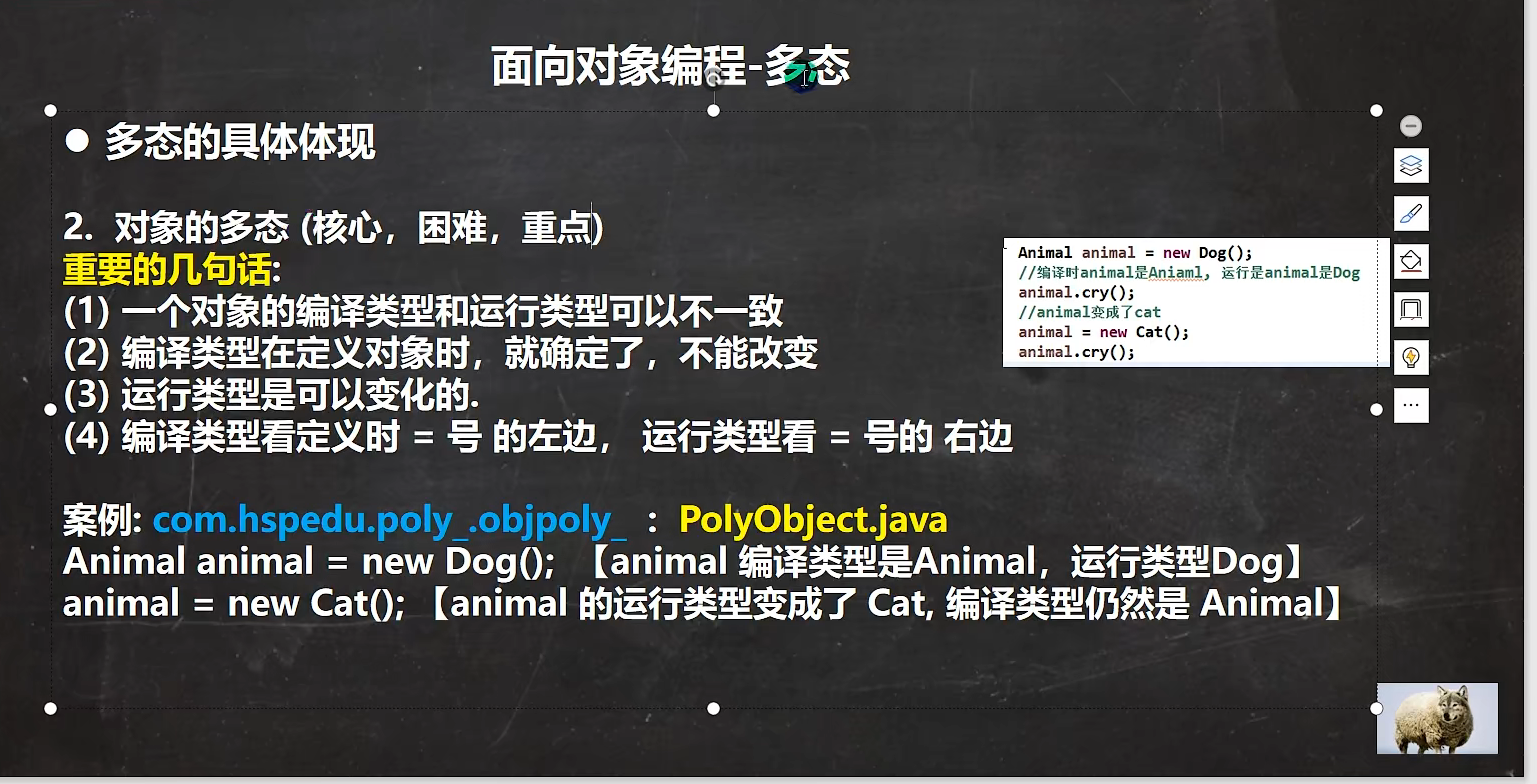 面向对象编程-多态
● 多态的具体体现
2. 对象的多态 (核心，困难，重点)
重要的几句话:
(1) 一个对象的编译类型和运行类型可以不一致
(2) 编译类型在定义对象时，就确定了，不能改变
(3) 运行类型是可以变化的.
(4) 编译类型看定义时 = 号 的左边， 运行类型看 = 号的 右边
Animal animal = new Dog();
//编译时animal是Aniaml, 运行是animal是Dog
animal.cry();
//animal变成了cat
animal = new Cat();
animal.cry();
案例: com.hspedu.poly_.objpoly_ : PolyObject.java
Animal animal = new Dog(); 【animal 编译类型是Animal，运行类型Dog】
animal = new Cat(); 【animal 的运行类型变成了 Cat, 编译类型仍然是 Animal】